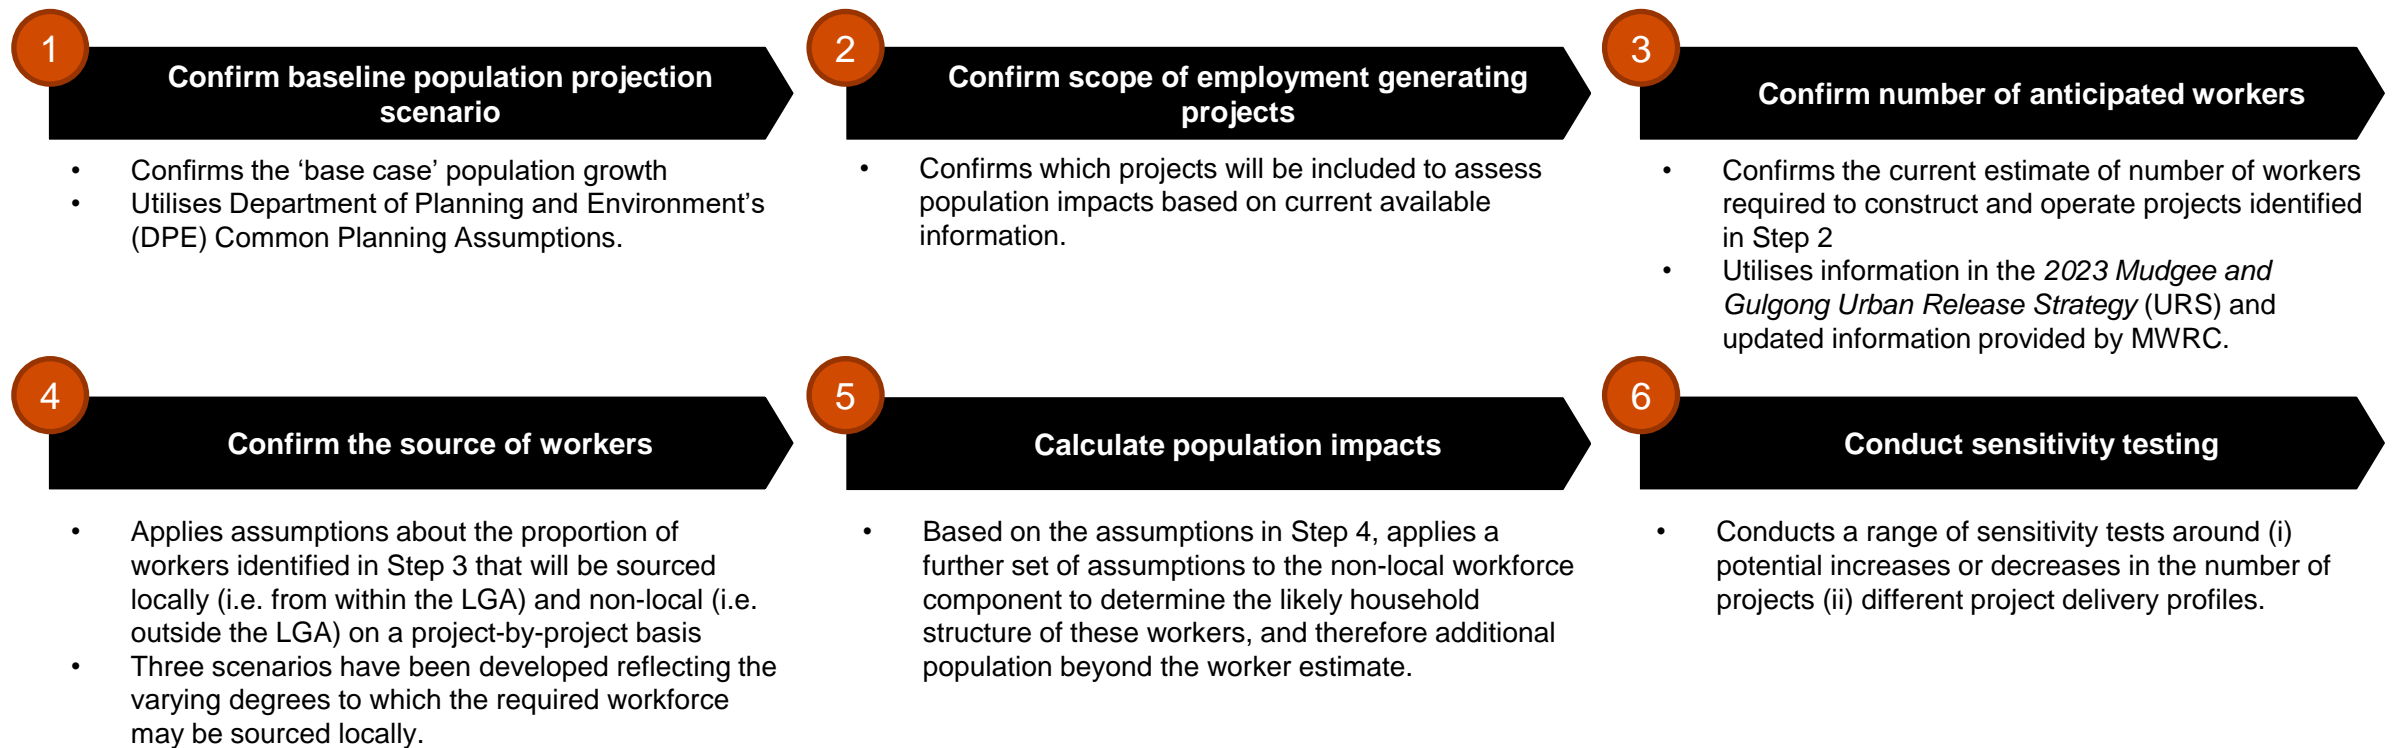 1
Confirm baseline population projection
scenario
• Confirms the ‘base case’ population growth
• Utilises Department of Planning and Environment’s
(DPE) Common Planning Assumptions.
2
Confirm scope of employment generating
projects
• Confirms which projects will be included to assess
population impacts based on current available
information.
3
Confirm number of anticipated workers
• Confirms the current estimate of number of workers
required to construct and operate projects identified
in Step 2
• Utilises information in the 2023 Mudgee and
Gulgong Urban Release Strategy (URS) and
updated information provided by MWRC.
4
Confirm the source of workers
• Applies assumptions about the proportion of
workers identified in Step 3 that will be sourced
locally (i.e. from within the LGA) and non-local (i.e.
outside the LGA) on a project-by-project basis
• Three scenarios have been developed reflecting the
varying degrees to which the required workforce
may be sourced locally.
5
Calculate population impacts
• Based on the assumptions in Step 4, applies a
further set of assumptions to the non-local workforce
component to determine the likely household
structure of these workers, and therefore additional
population beyond the worker estimate.
6
Conduct sensitivity testing
• Conducts a range of sensitivity tests around (i)
potential increases or decreases in the number of
projects (ii) different project delivery profiles.